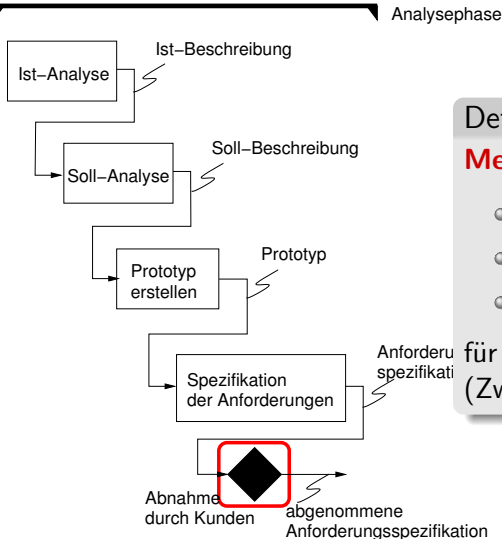 Analysephase
Ist–Beschreibung
Ist–Analyse
Soll–Beschreibung
Soll–Analyse
Prototyp
Prototyp
erstellen
Spezifikation
der Anforderungen
Abnahme
durch Kunden
abgenommene
Anforderungsspezifikation
für